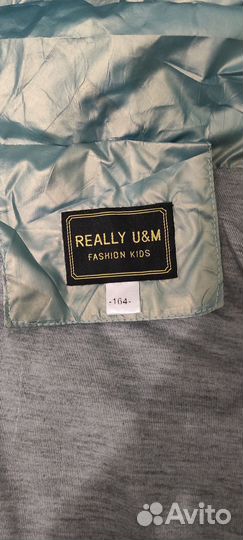 REALLY U&M
FASHION KIDS
-164-
Avito